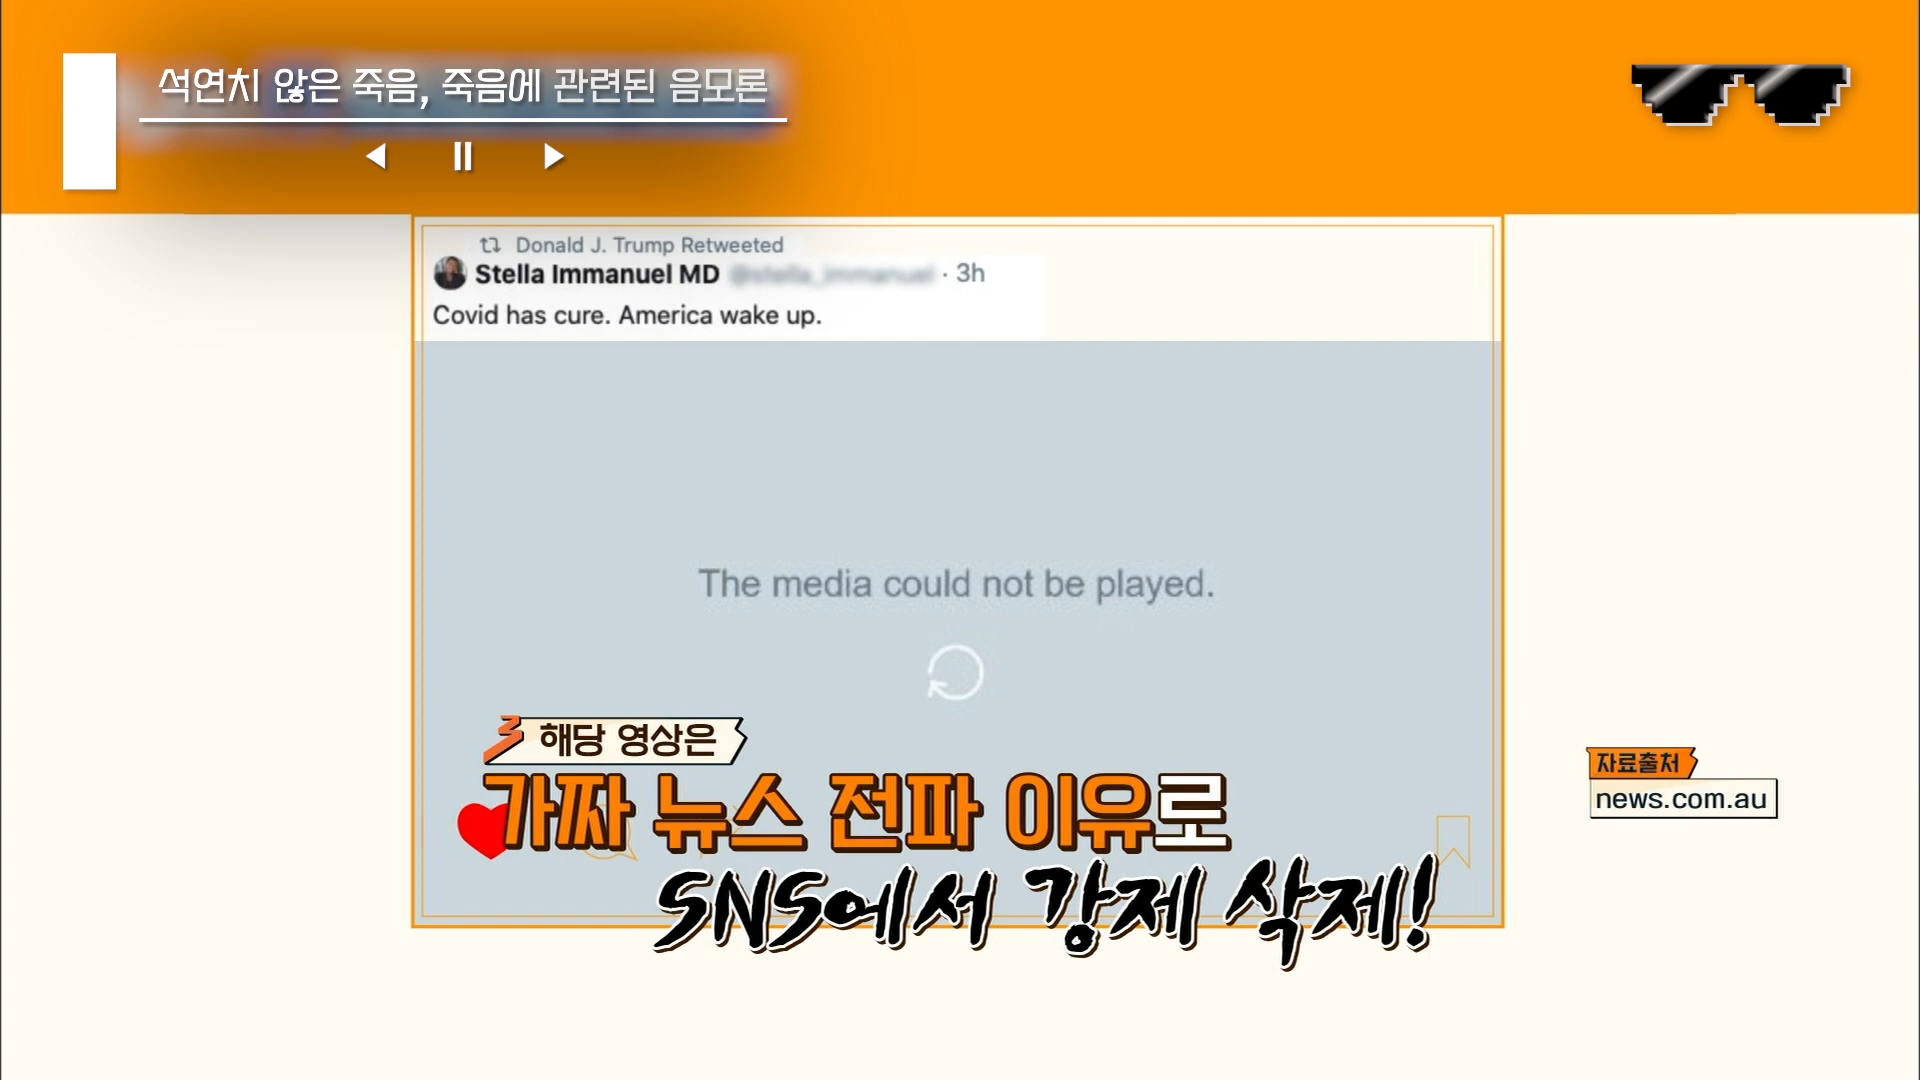 석연치 않은 죽음, 죽음에 관련된 음모론
Donald J. Trump Retweeted
Stella Immanuel MD · 3h
Covid has cure. America wake up.
The media could not be played.
해당 영상은
가짜 뉴스 전파 이유로
SNS에서 강제 삭제!
자료출처
news.com.au